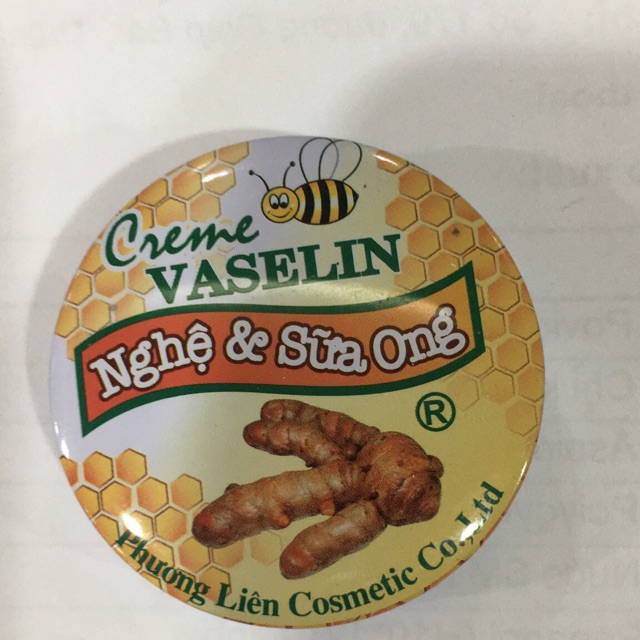 Creme
VASELIN
Nghệ & Sữa Ong
®
Phương Liên Cosmetic Co.Ltd